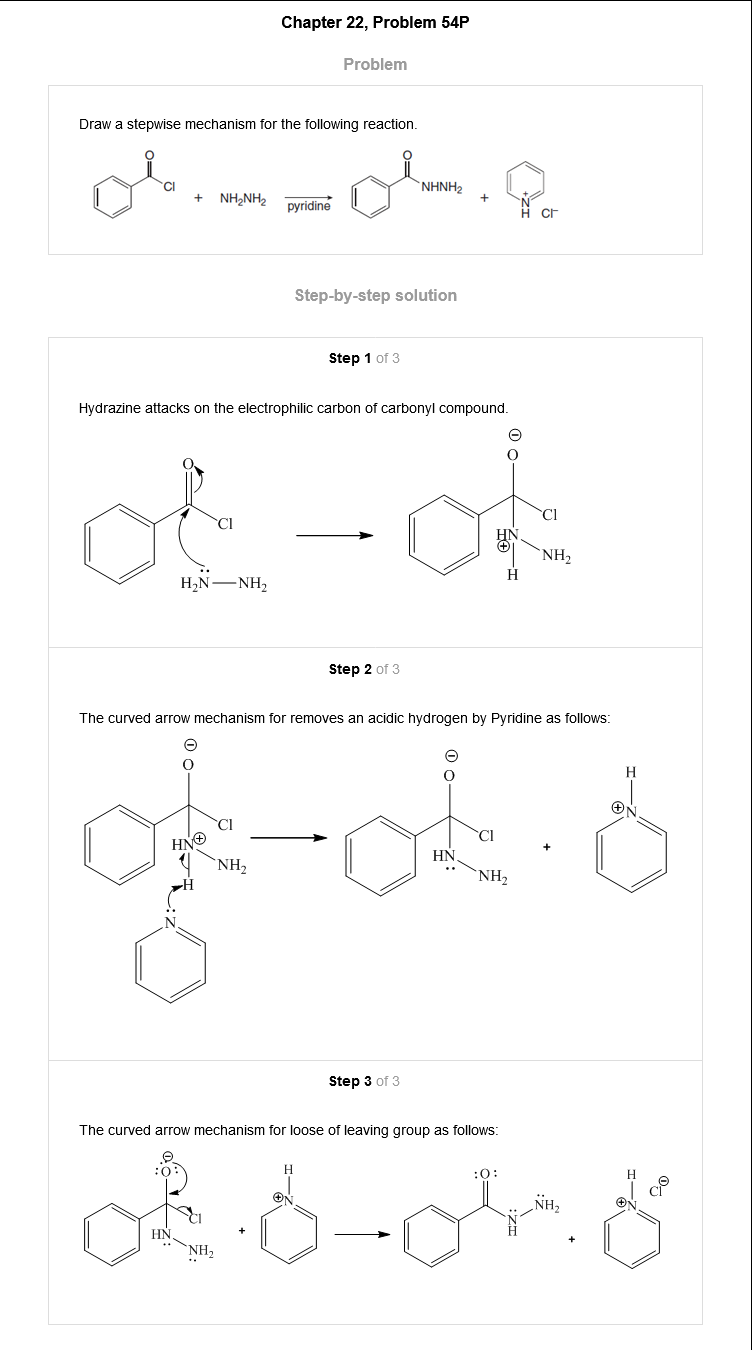 Chapter 22, Problem 54P
Problem
Draw a stepwise mechanism for the following reaction.
O
Cl
+ NH₂NH₂
pyridine
O
NHNH₂
+
+
N
H Cl⁻
Step-by-step solution
Step 1 of 3
Hydrazine attacks on the electrophilic carbon of carbonyl compound.
O
Cl
H₂N—NH₂
⊖
O
Cl
HN
⊕
NH₂
H
Step 2 of 3
The curved arrow mechanism for removes an acidic hydrogen by Pyridine as follows:
⊖
O
Cl
HN⊕
NH₂
H
N
⊖
O
Cl
HN
NH₂
+
H
⊕N
Step 3 of 3
The curved arrow mechanism for loose of leaving group as follows:
⊖
:O:
Cl
HN
NH₂
+
H
⊕N
:O:
N
H
NH₂
+
H
⊕N
Cl⊖